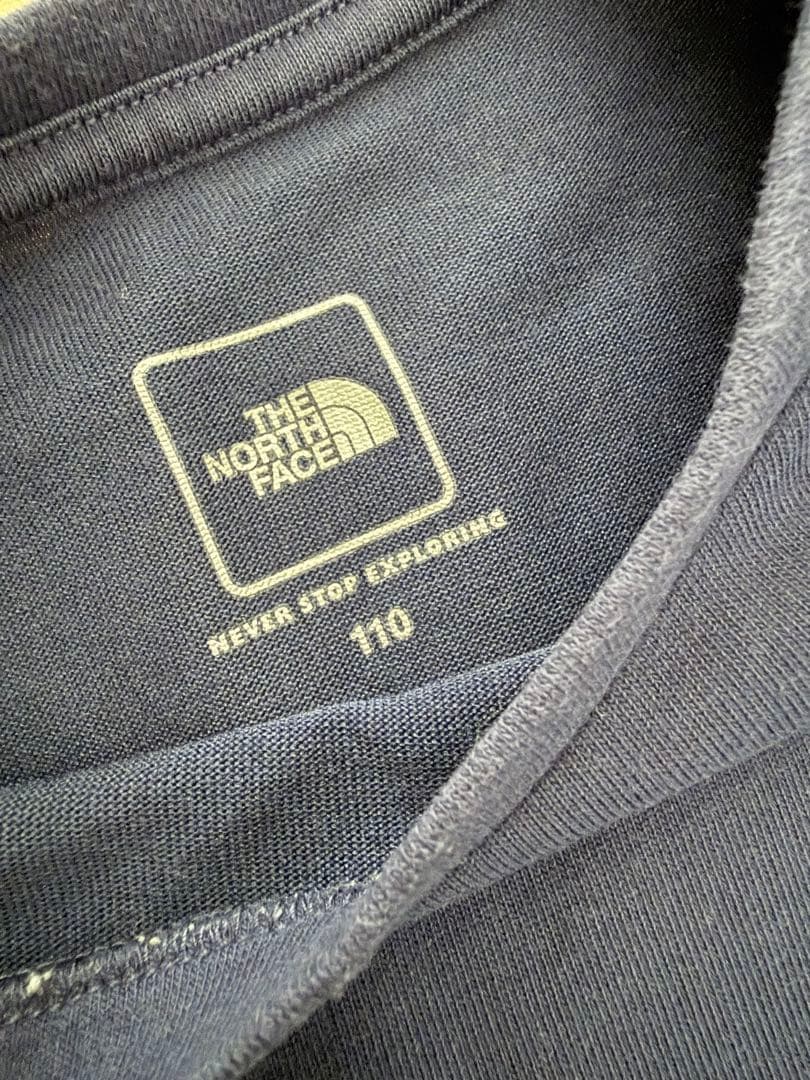 THE
NORTH
FACE
NEVER STOP EXPLORING
110